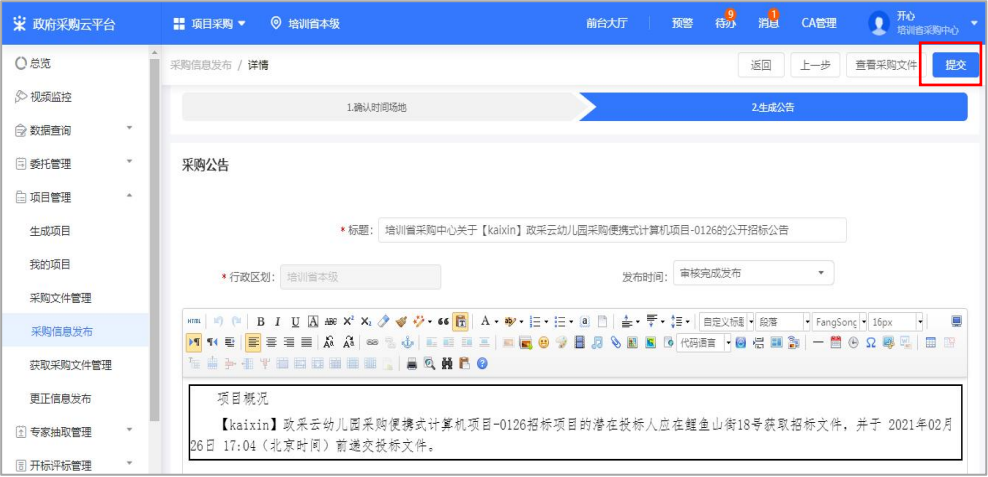 政府采购云平台
项目采购
培训省本级
前台大厅
预警
待办
9
消息
1
CA管理
开心
培训省采购中心
总览
视频监控
数据查询
委托管理
项目管理
生成项目
我的项目
采购文件管理
采购信息发布
获取采购文件管理
更正信息发布
专家抽取管理
开标评标管理
采购信息发布 / 详情
返回
上一步
查看采购文件
提交
1.确认时间场地
2.生成公告
采购公告
* 标题： 培训省采购中心关于【kaixin】政采云幼儿园采购便携式计算机项目-0126的公开招标公告
* 行政区划： 培训省本级
发布时间： 审核完成发布
HTML
自定义标题
段落
FangSong
16px
代码语言
项目概况
【kaixin】政采云幼儿园采购便携式计算机项目-0126招标项目的潜在投标人应在鲤鱼山街18号获取招标文件，并于 2021年02月
26日 17:04（北京时间）前递交投标文件。